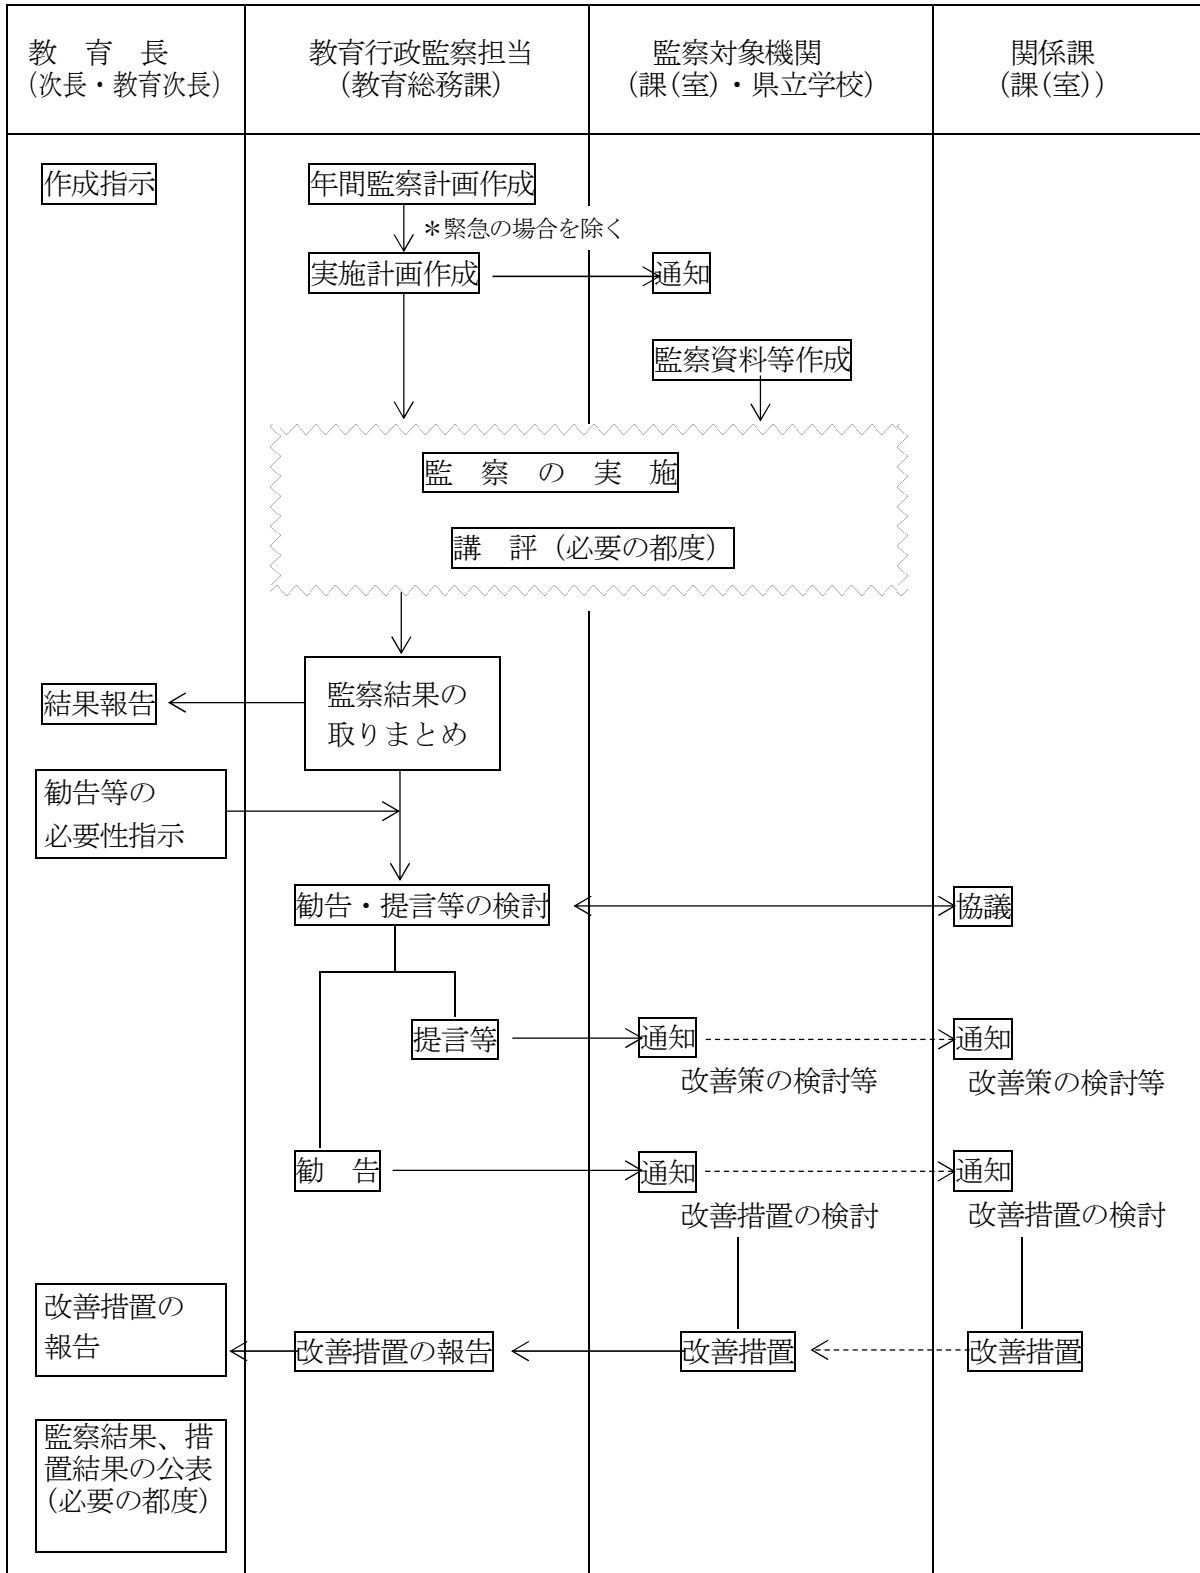 教　育　長
(次長・教育次長)
教育行政監察担当
(教育総務課)
監察対象機関
(課(室)・県立学校)
関係課
(課(室))
作成指示
年間監察計画作成
＊緊急の場合を除く
実施計画作成
通知
監察資料等作成
監　察　の　実　施
講　評（必要の都度）
監察結果の
取りまとめ
結果報告
勧告等の
必要性指示
勧告・提言等の検討
協議
提言等
通知
通知
改善策の検討等
改善策の検討等
勧　告
通知
通知
改善措置の検討
改善措置の検討
改善措置の
報告
改善措置の報告
改善措置
改善措置
監察結果、措
置結果の公表
(必要の都度)